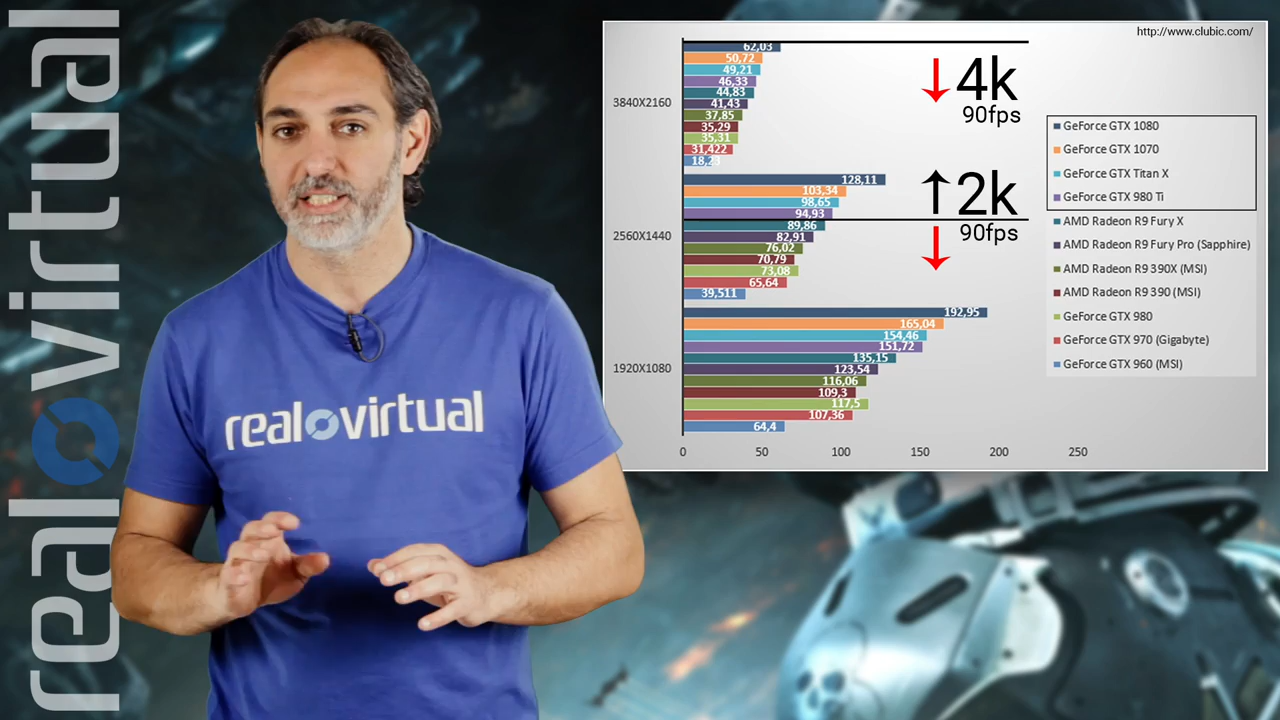 real virtual
real virtual
http://www.clubic.com/
3840X2160
62,03
50,72
49,21
46,33
44,83
41,43
37,85
35,29
35,31
31,422
18,23
↓4k
90fps
2560X1440
128,11
103,34
98,65
94,93
89,86
82,91
76,02
70,79
73,08
65,64
39,511
↑2k
90fps
↓
1920X1080
192,95
165,04
154,46
151,72
135,15
123,54
116,06
109,3
117,5
107,36
64,4
0 50 100 150 200 250
GeForce GTX 1080
GeForce GTX 1070
GeForce GTX Titan X
GeForce GTX 980 Ti
AMD Radeon R9 Fury X
AMD Radeon R9 Fury Pro (Sapphire)
AMD Radeon R9 390X (MSI)
AMD Radeon R9 390 (MSI)
GeForce GTX 980
GeForce GTX 970 (Gigabyte)
GeForce GTX 960 (MSI)